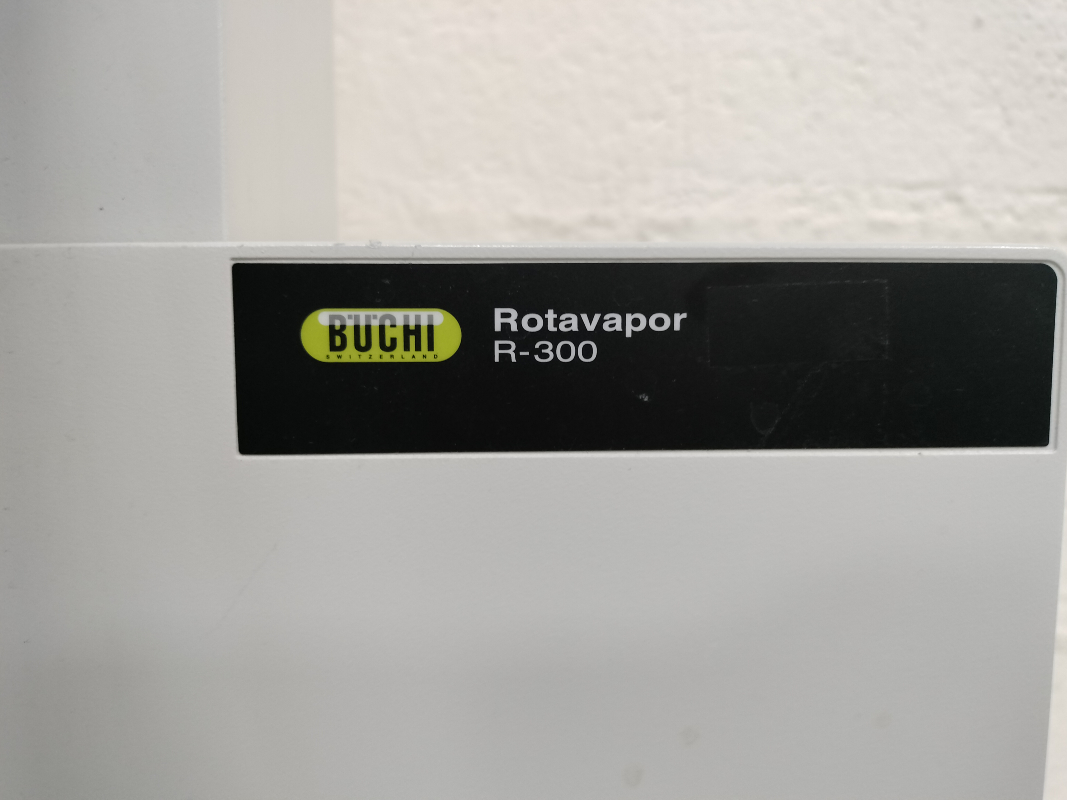 BÜCHI
SWITZERLAND
Rotavapor
R-300